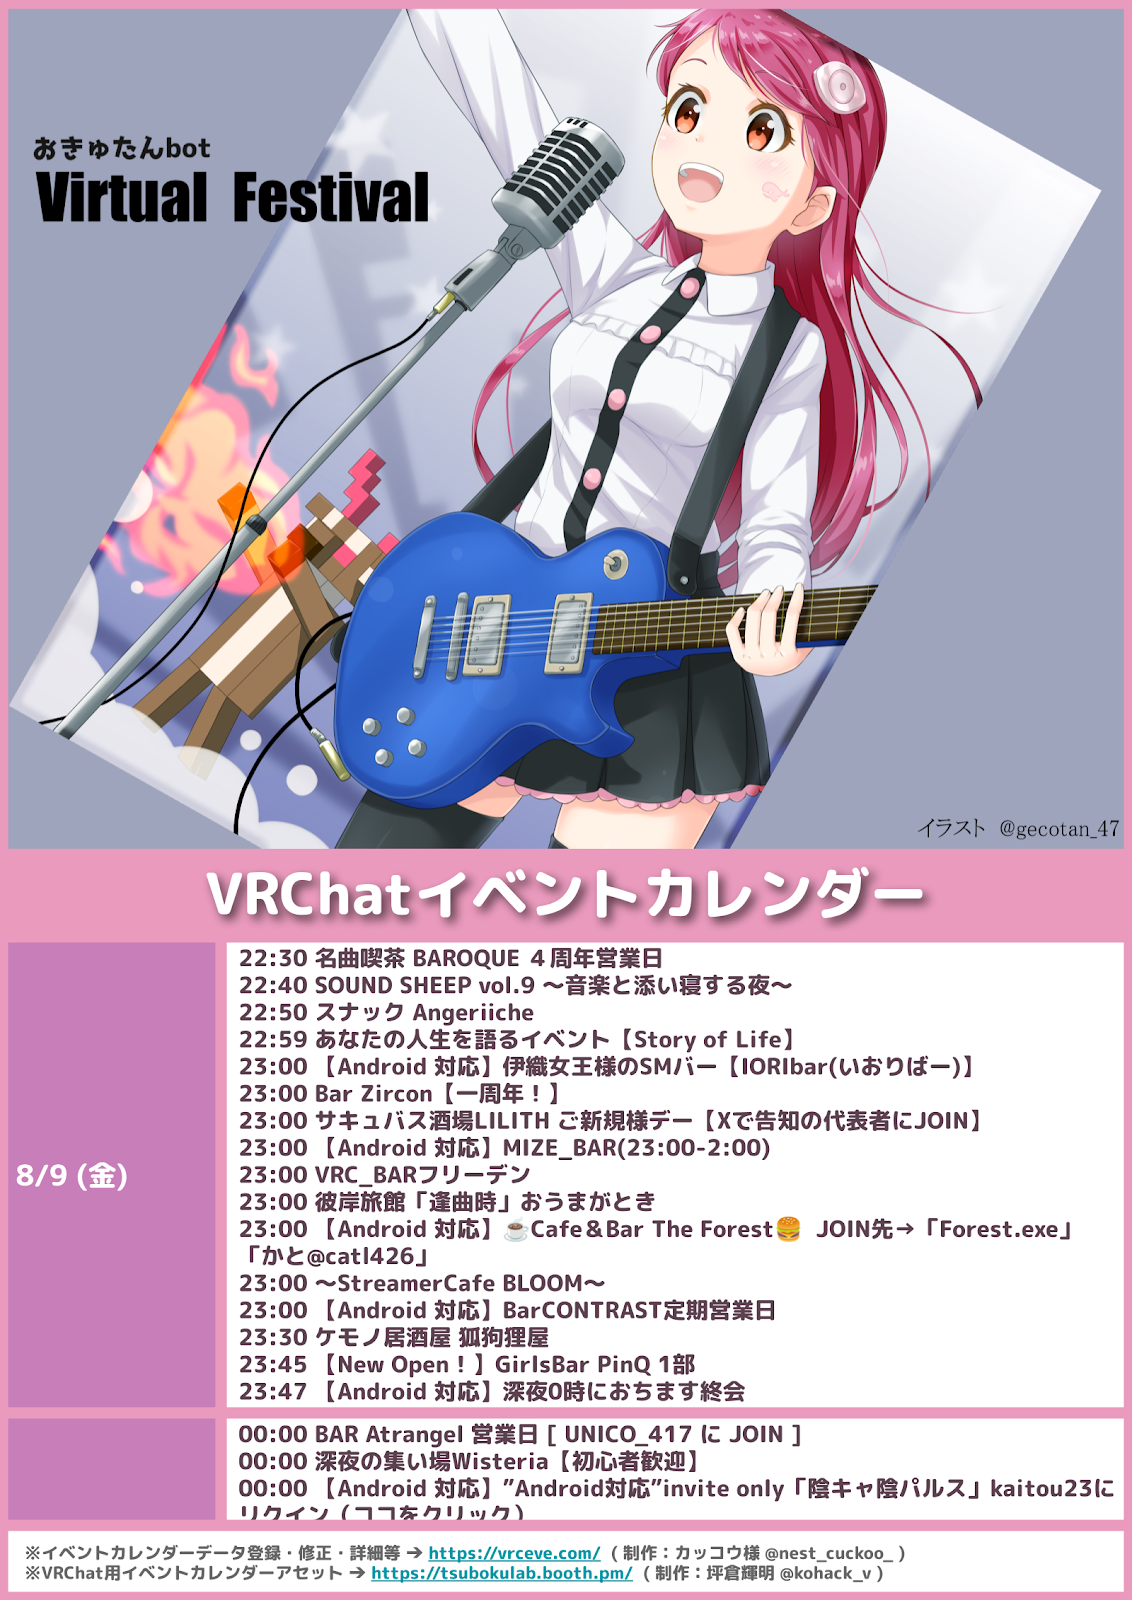 おきゅたんbot
Virtual Festival
イラスト @gecotan_47
VRChatイベントカレンダー
8/9 (金)
22:30 名曲喫茶 BAROQUE ４周年営業日
22:40 SOUND SHEEP vol.9 〜音楽と添い寝する夜〜
22:50 スナック Angeriiche
22:59 あなたの人生を語るイベント【Story of Life】
23:00 【Android 対応】伊織女王様のSMバー【IORIbar(いおりばー)】
23:00 Bar Zircon【一周年！】
23:00 サキュバス酒場LILITH ご新規様デー【Xで告知の代表者にJOIN】
23:00 【Android 対応】MIZE_BAR(23:00-2:00)
23:00 VRC_BARフリーデン
23:00 彼岸旅館「逢曲時」おうまがとき
23:00 【Android 対応】☕Cafe＆Bar The Forest🍔 JOIN先→「Forest.exe」
「かと@catl426」
23:00 〜StreamerCafe BLOOM〜
23:00 【Android 対応】BarCONTRAST定期営業日
23:30 ケモノ居酒屋 狐狗狸屋
23:45 【New Open！】GirlsBar PinQ 1部
23:47 【Android 対応】深夜0時におちます終会
00:00 BAR Atrangel 営業日 [ UNICO_417 に JOIN ]
00:00 深夜の集い場Wisteria【初心者歓迎】
00:00 【Android 対応】”Android対応”invite only「陰キャ陰パルス」kaitou23に
リクイン（ココをクリック）
※イベントカレンダーデータ登録・修正・詳細等 ➔ https://vrceve.com/ ( 制作：カッコウ様 @nest_cuckoo_ )
※VRChat用イベントカレンダーアセット ➔ https://tsubokulab.booth.pm/ ( 制作：坪倉輝明 @kohack_v )